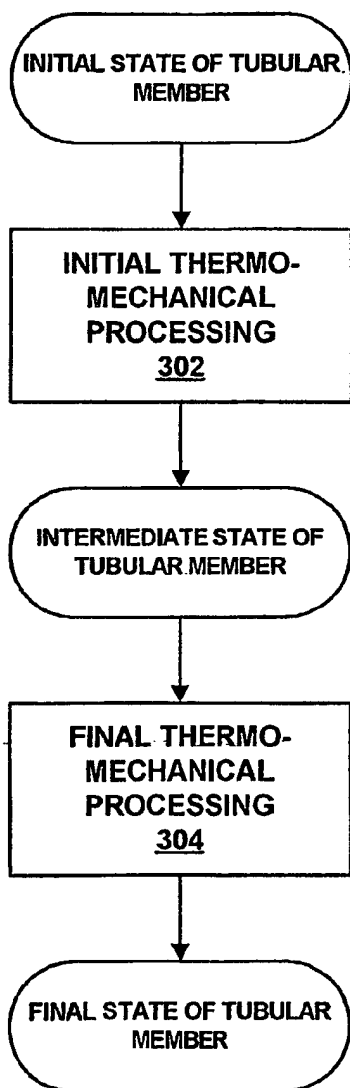 INITIAL STATE OF TUBULAR
MEMBER
INITIAL THERMO-
MECHANICAL
PROCESSING
302
INTERMEDIATE STATE OF
TUBULAR MEMBER
FINAL THERMO-
MECHANICAL
PROCESSING
304
FINAL STATE OF TUBULAR
MEMBER